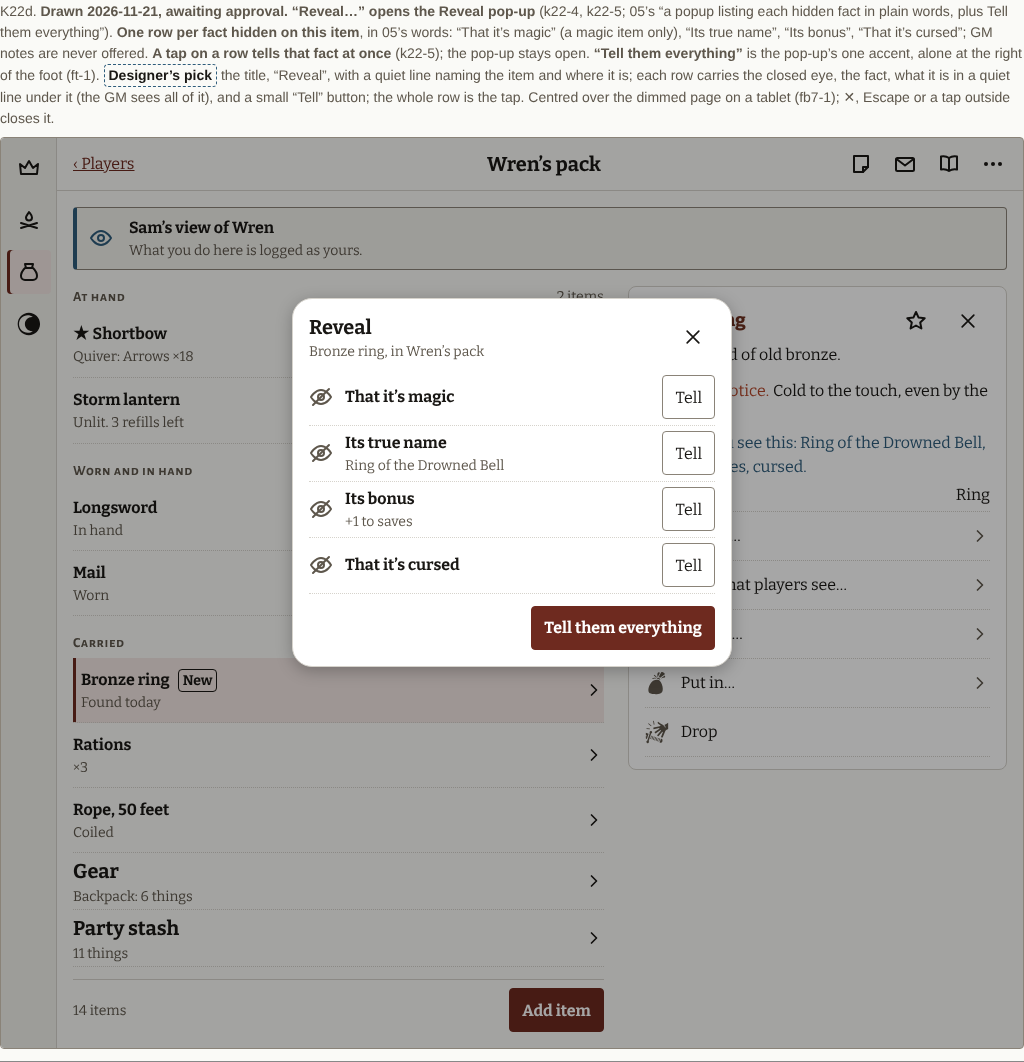 K22d. Drawn 2026-11-21, awaiting approval. “Reveal…” opens the Reveal pop-up (k22-4, k22-5; 05’s “a popup listing each hidden fact in plain words, plus Tell
them everything”). One row per fact hidden on this item, in 05’s words: “That it’s magic” (a magic item only), “Its true name”, “Its bonus”, “That it’s cursed”; GM
notes are never offered. A tap on a row tells that fact at once (k22-5); the pop-up stays open. “Tell them everything” is the pop-up’s one accent, alone at the right
of the foot (ft-1). Designer’s pick the title, “Reveal”, with a quiet line naming the item and where it is; each row carries the closed eye, the fact, what it is in a quiet
line under it (the GM sees all of it), and a small “Tell” button; the whole row is the tap. Centred over the dimmed page on a tablet (fb7-1); ✕, Escape or a tap outside
closes it.
‹ Players
Wren’s pack
Sam’s view of Wren
What you do here is logged as yours.
At hand
2 items
★ Shortbow
Quiver: Arrows ×18
Storm lantern
Unlit. 3 refills left
Worn and in hand
Longsword
In hand
Mail
Worn
Carried
Bronze ring New
Found today
Rations
×3
Rope, 50 feet
Coiled
Gear
Backpack: 6 things
Party stash
11 things
14 items
Add item
Reveal
Bronze ring, in Wren’s pack
That it’s magic
Tell
Its true name
Ring of the Drowned Bell
Tell
Its bonus
+1 to saves
Tell
That it’s cursed
Tell
Tell them everything
of old bronze.
Cold to the touch, even by the
see this: Ring of the Drowned Bell,
cursed.
Ring
players see…
Put in…
Drop